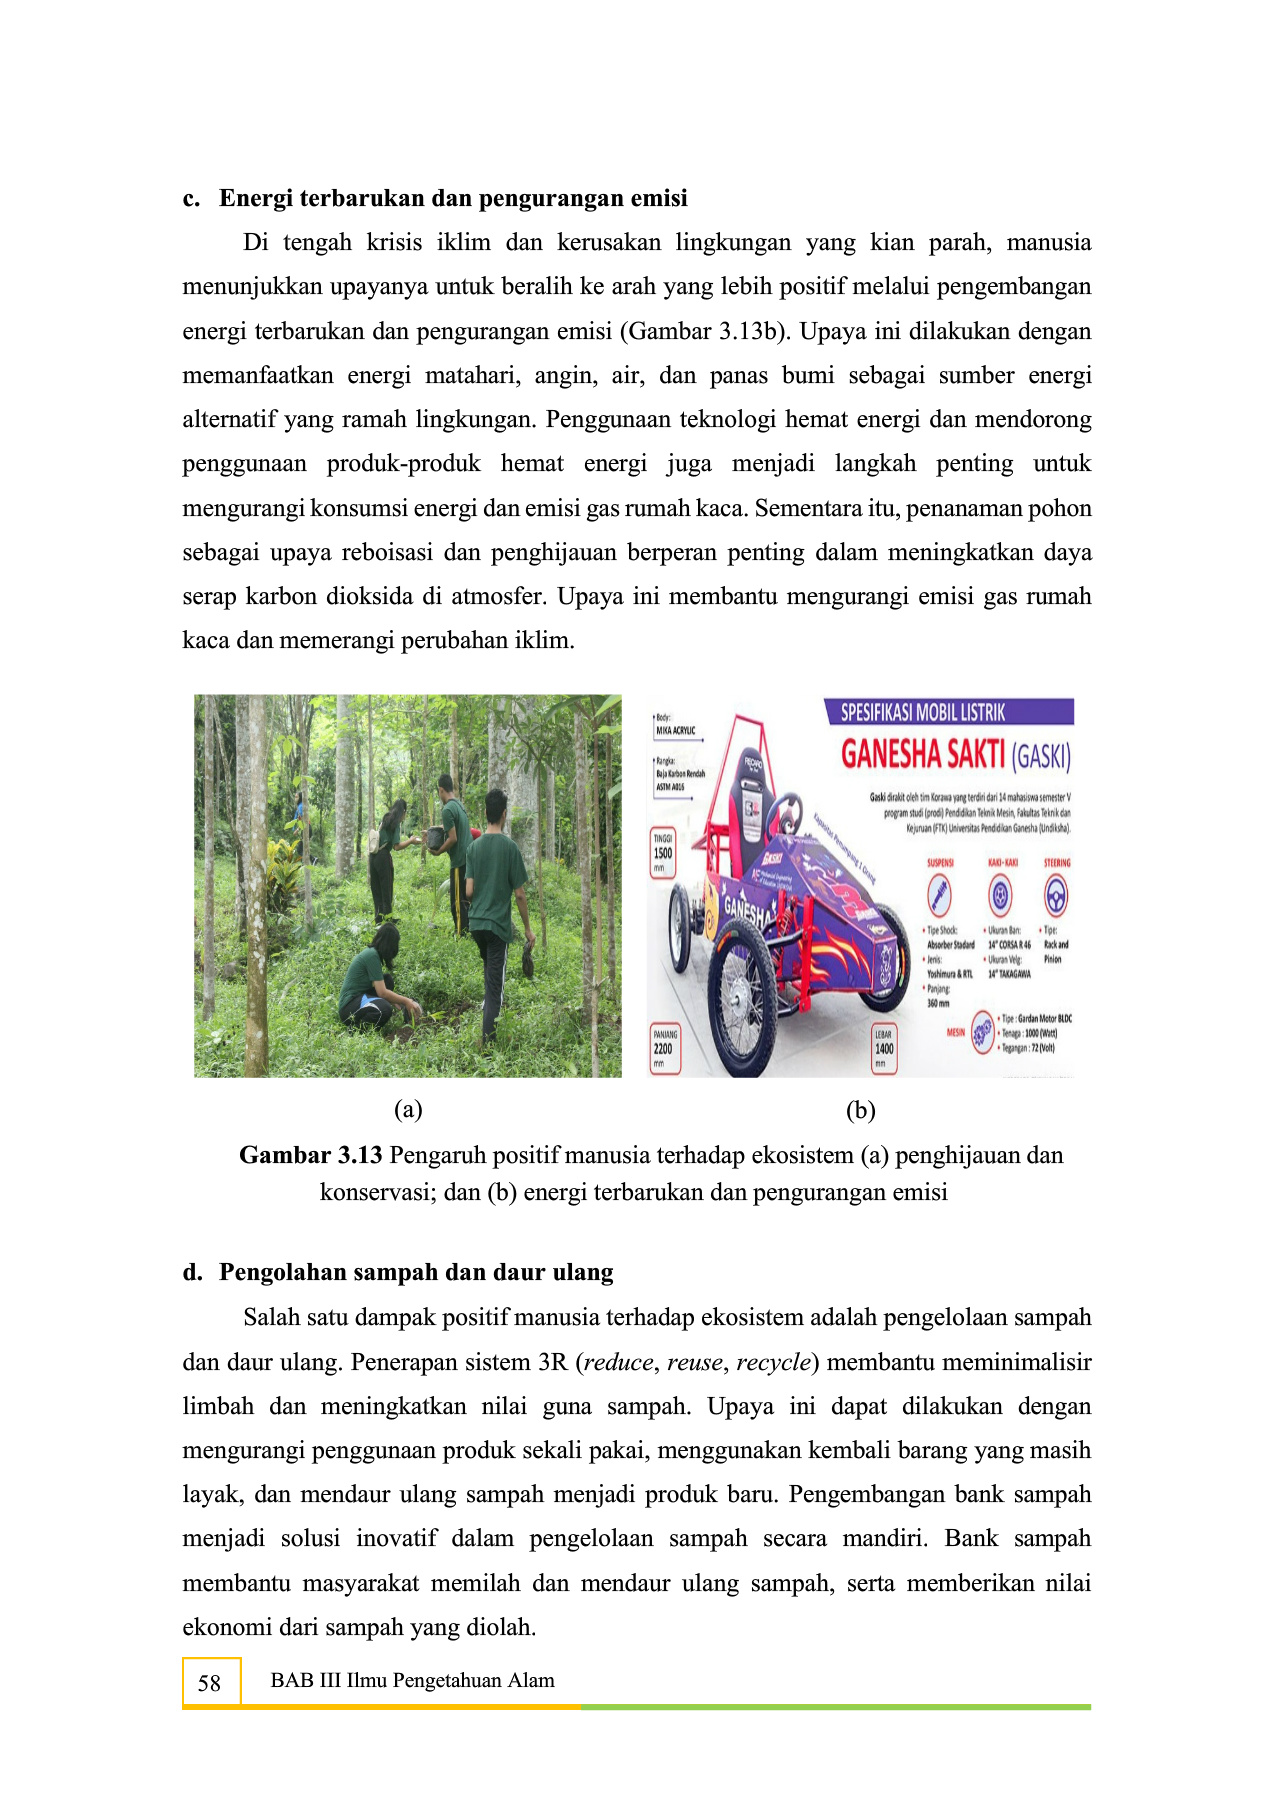 c. Energi terbarukan dan pengurangan emisi
Di tengah krisis iklim dan kerusakan lingkungan yang kian parah, manusia
menunjukkan upayanya untuk beralih ke arah yang lebih positif melalui pengembangan
energi terbarukan dan pengurangan emisi (Gambar 3.13b). Upaya ini dilakukan dengan
memanfaatkan energi matahari, angin, air, dan panas bumi sebagai sumber energi
alternatif yang ramah lingkungan. Penggunaan teknologi hemat energi dan mendorong
penggunaan produk-produk hemat energi juga menjadi langkah penting untuk
mengurangi konsumsi energi dan emisi gas rumah kaca. Sementara itu, penanaman pohon
sebagai upaya reboisasi dan penghijauan berperan penting dalam meningkatkan daya
serap karbon dioksida di atmosfer. Upaya ini membantu mengurangi emisi gas rumah
kaca dan memerangi perubahan iklim.
SPESIFIKASI MOBIL LISTRIK
GANESHA SAKTI (GASKI)
Gaski dirakit oleh tim Korawa yang terdiri dari 14 mahasiswa semester V
program studi (prodi) Pendidikan Teknik Mesin, Fakultas Teknik dan
Kejuruan (FTK) Universitas Pendidikan Ganesha (Undiksha).
• Body:
MIKA ACRYLIC
• Rangka:
Baja Karbon Rendah
ASTM A016
TINGGI
1500
mm
RECARO
Kapasitas Penumpang 1 Orang
GASKI
GANESHA
PANJANG
2200
mm
LEBAR
1400
mm
SUSPENSI
• Tipe Shock:
Absorber Stadard
• Jenis:
Yoshimura & RTL
• Panjang:
360 mm
KAKI-KAKI
• Ukuran Ban:
14" CORSA R 46
• Ukuran Velg:
14" TAKAGAWA
STEERING
• Tipe:
Rack and
Pinion
MESIN
• Tipe : Gardan Motor BLDC
• Tenaga : 1000 (Watt)
• Tegangan : 72 (Volt)
(a)
(b)
Gambar 3.13 Pengaruh positif manusia terhadap ekosistem (a) penghijauan dan
konservasi; dan (b) energi terbarukan dan pengurangan emisi
d. Pengolahan sampah dan daur ulang
Salah satu dampak positif manusia terhadap ekosistem adalah pengelolaan sampah
dan daur ulang. Penerapan sistem 3R (reduce, reuse, recycle) membantu meminimalisir
limbah dan meningkatkan nilai guna sampah. Upaya ini dapat dilakukan dengan
mengurangi penggunaan produk sekali pakai, menggunakan kembali barang yang masih
layak, dan mendaur ulang sampah menjadi produk baru. Pengembangan bank sampah
menjadi solusi inovatif dalam pengelolaan sampah secara mandiri. Bank sampah
membantu masyarakat memilah dan mendaur ulang sampah, serta memberikan nilai
ekonomi dari sampah yang diolah.
58
BAB III Ilmu Pengetahuan Alam